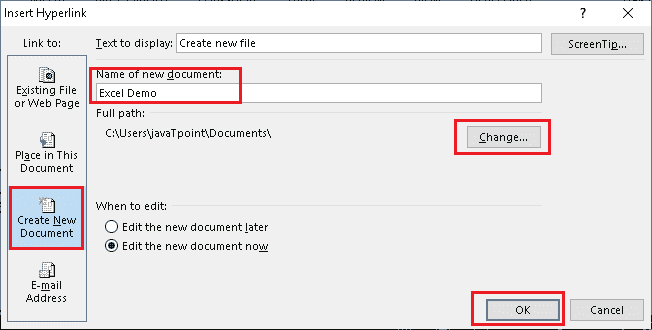 Insert Hyperlink
Link to:
Text to display: Create new file
ScreenTip...
Existing File
or Web Page
Place in This
Document
Create New
Document
E-mail
Address
Name of new document:
Excel Demo
Full path:
C:\Users\javaTpoint\Documents\
Change...
When to edit:
Edit the new document later
Edit the new document now
OK
Cancel